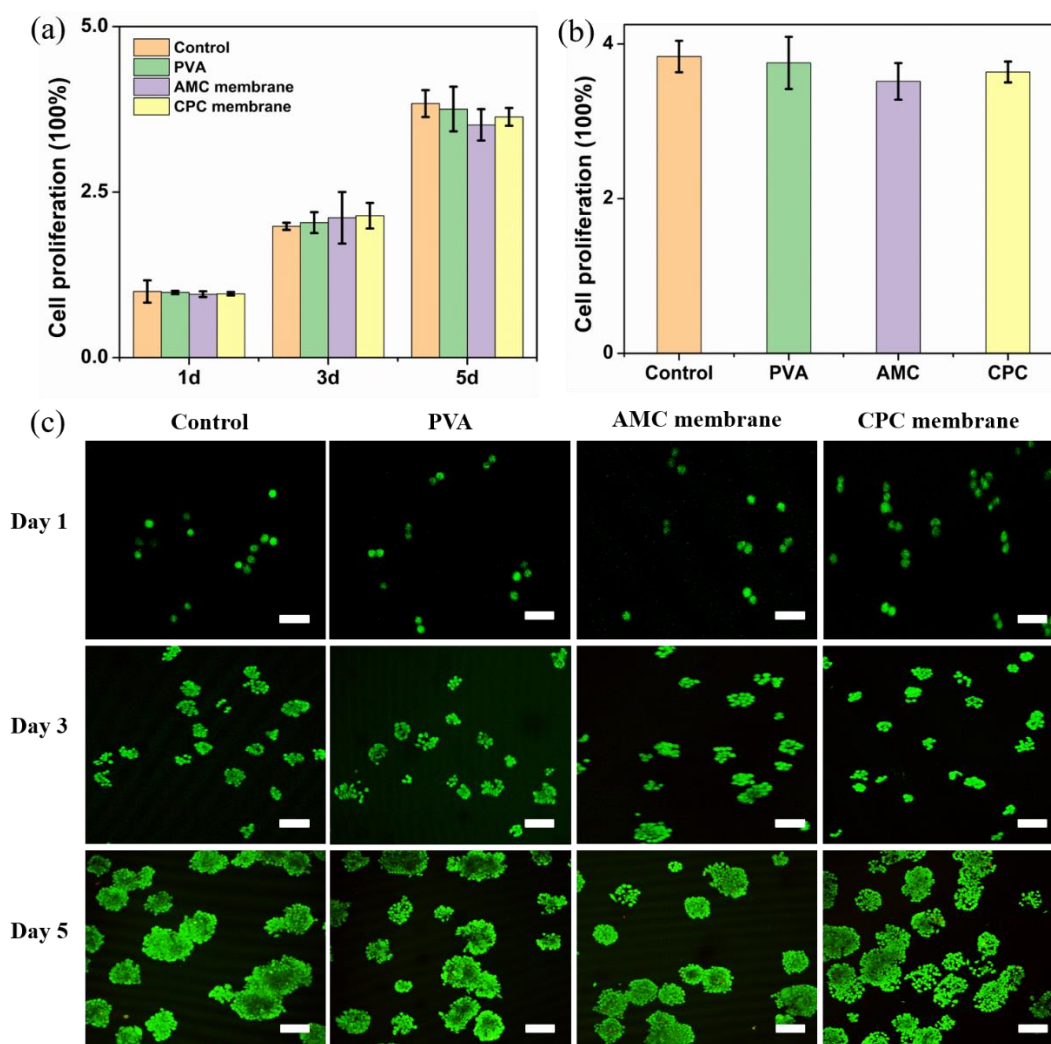 (a)
Cell proliferation (100%)
5.0
2.5
0.0
Control
PVA
AMC membrane
CPC membrane
1d 3d 5d
(b)
Cell proliferation (100%)
4
2
0
Control PVA AMC CPC
(c)
Control PVA AMC membrane CPC membrane
Day 1
Day 3
Day 5